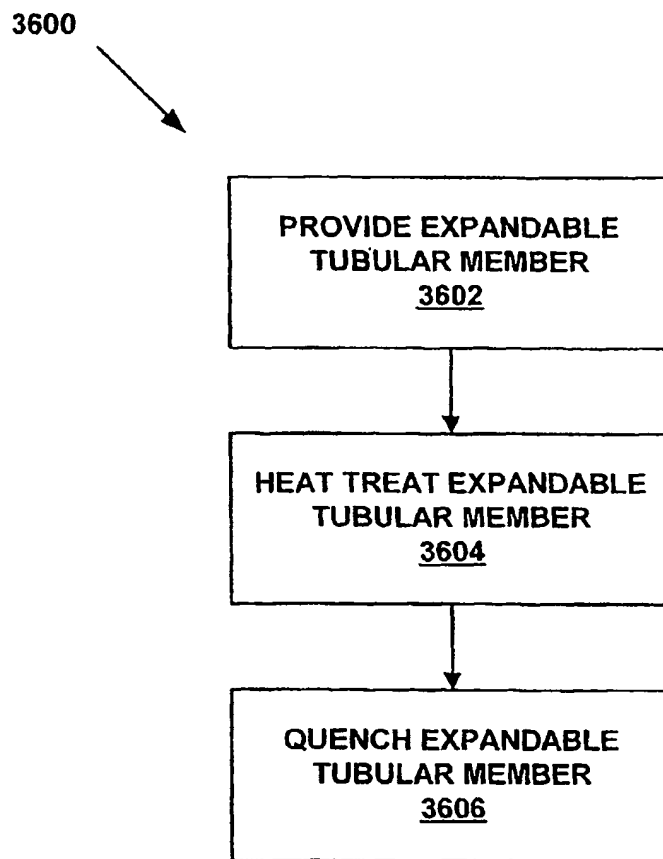 3600
PROVIDE EXPANDABLE
TUBULAR MEMBER
3602
HEAT TREAT EXPANDABLE
TUBULAR MEMBER
3604
QUENCH EXPANDABLE
TUBULAR MEMBER
3606